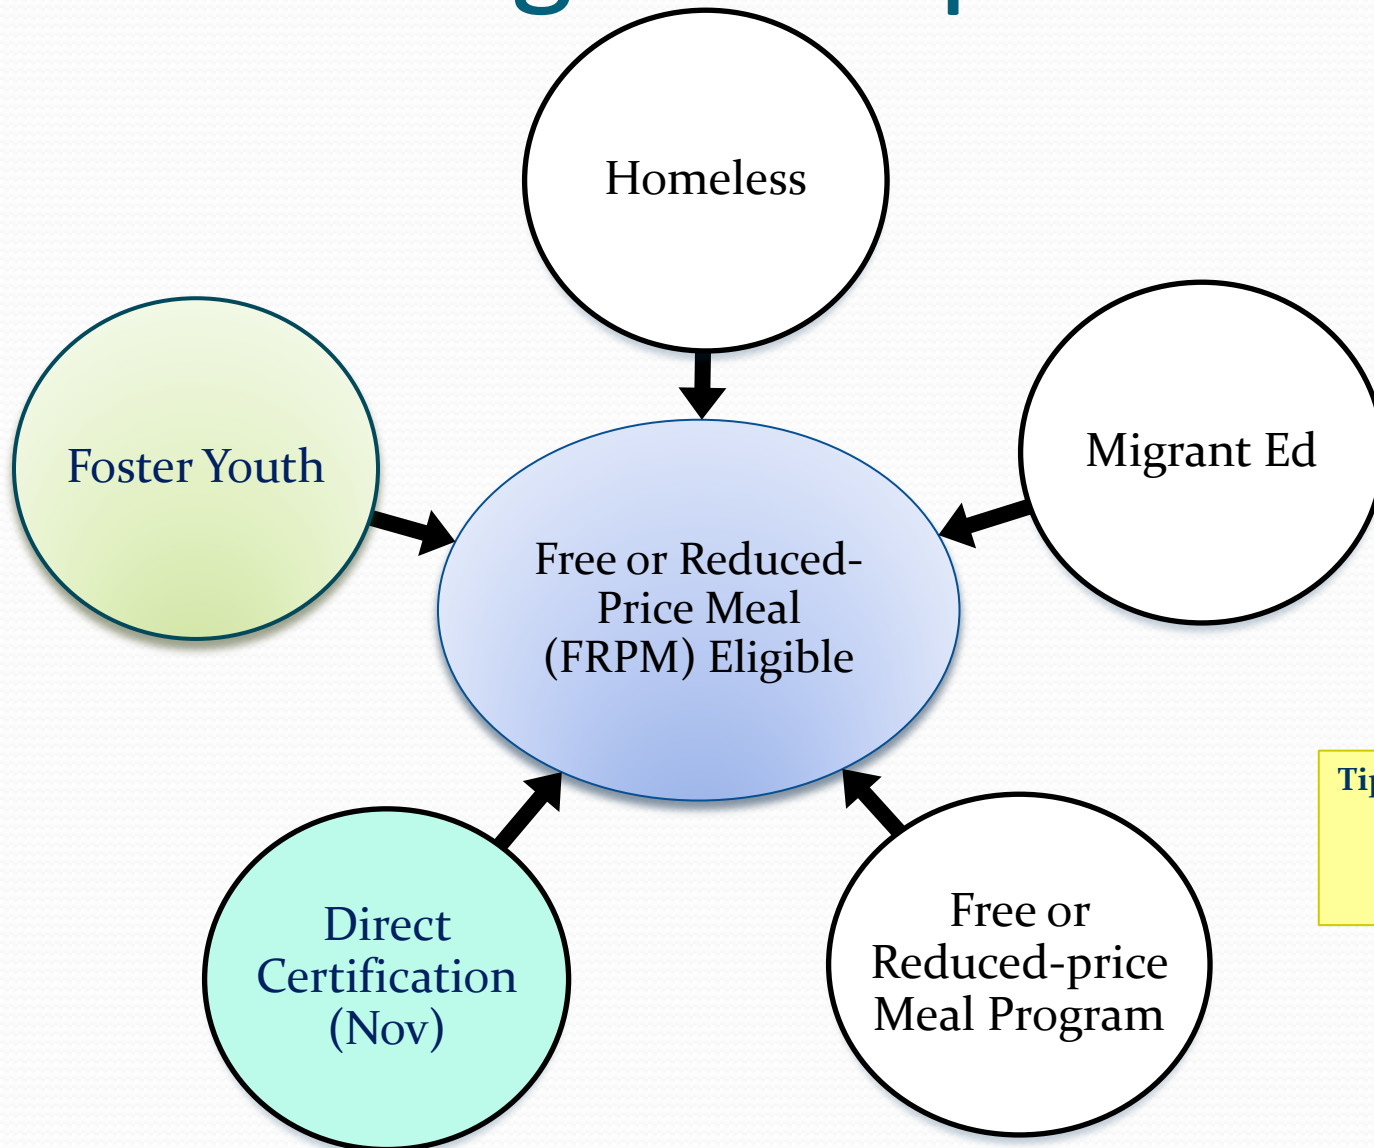 Homeless
Foster Youth
Migrant Ed
Free or Reduced-
Price Meal
(FRPM) Eligible
Direct
Certification
(Nov)
Free or
Reduced-price
Meal Program